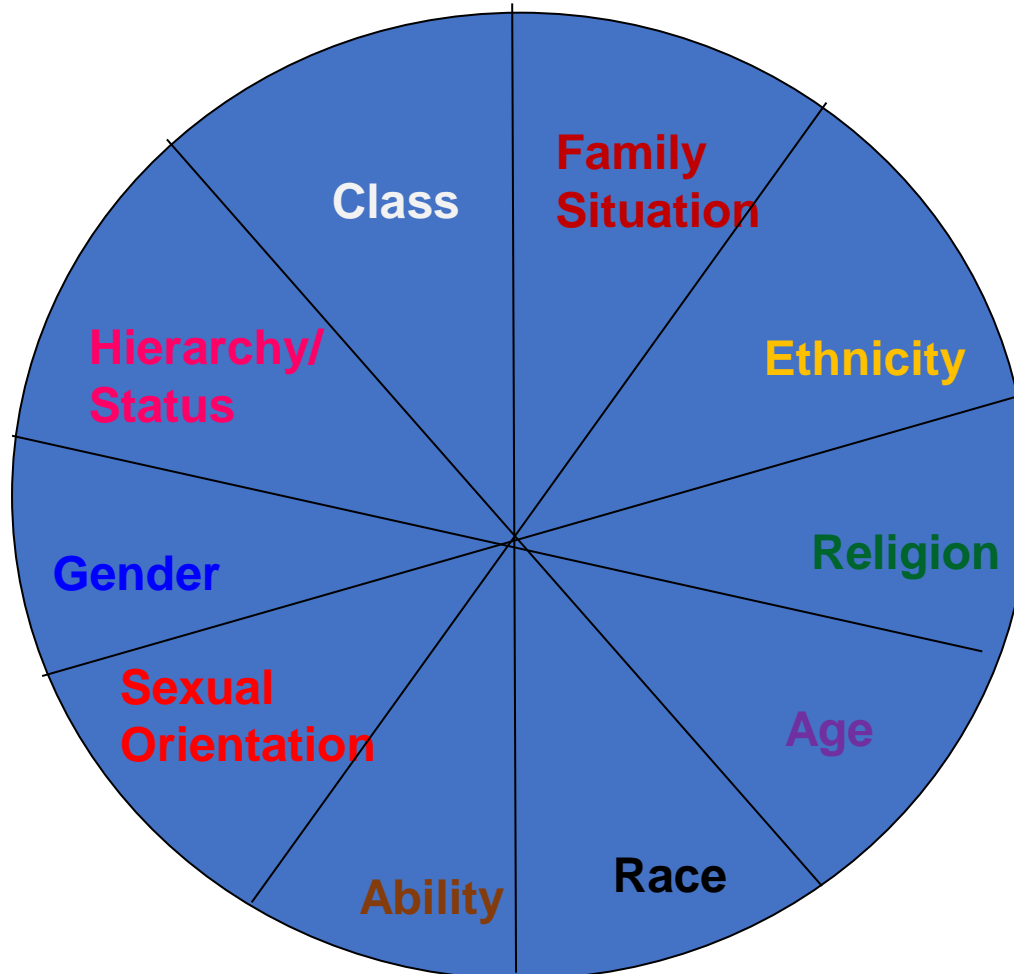 Family
Situation
Class
Hierarchy/
Status
Ethnicity
Gender
Religion
Sexual
Orientation
Age
Ability
Race